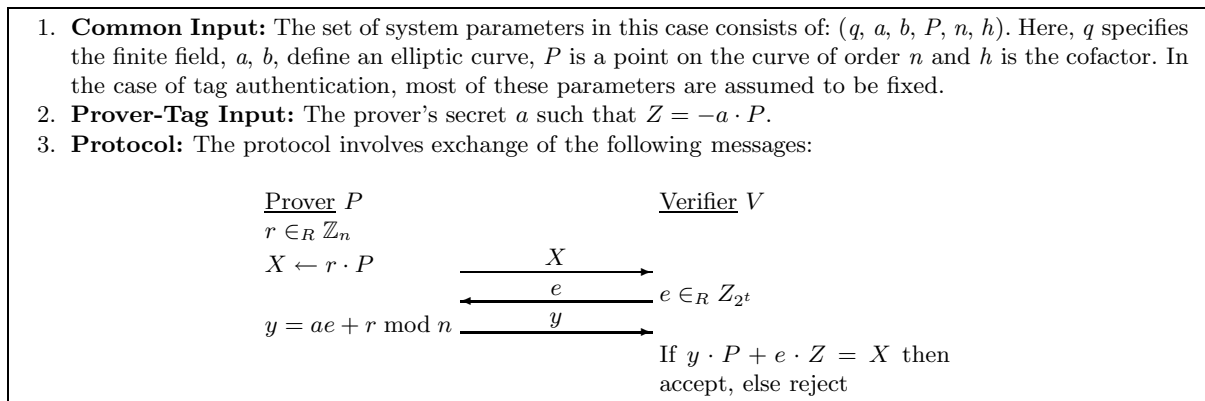 1. Common Input: The set of system parameters in this case consists of: (q, a, b, P, n, h). Here, q specifies
the finite field, a, b, define an elliptic curve, P is a point on the curve of order n and h is the cofactor. In
the case of tag authentication, most of these parameters are assumed to be fixed.
2. Prover-Tag Input: The prover's secret a such that Z = −a · P.
3. Protocol: The protocol involves exchange of the following messages:
Prover P Verifier V
r ∈R ℤn
X ← r · P X
e e ∈R Z2^t
y = ae + r mod n y
If y · P + e · Z = X then
accept, else reject